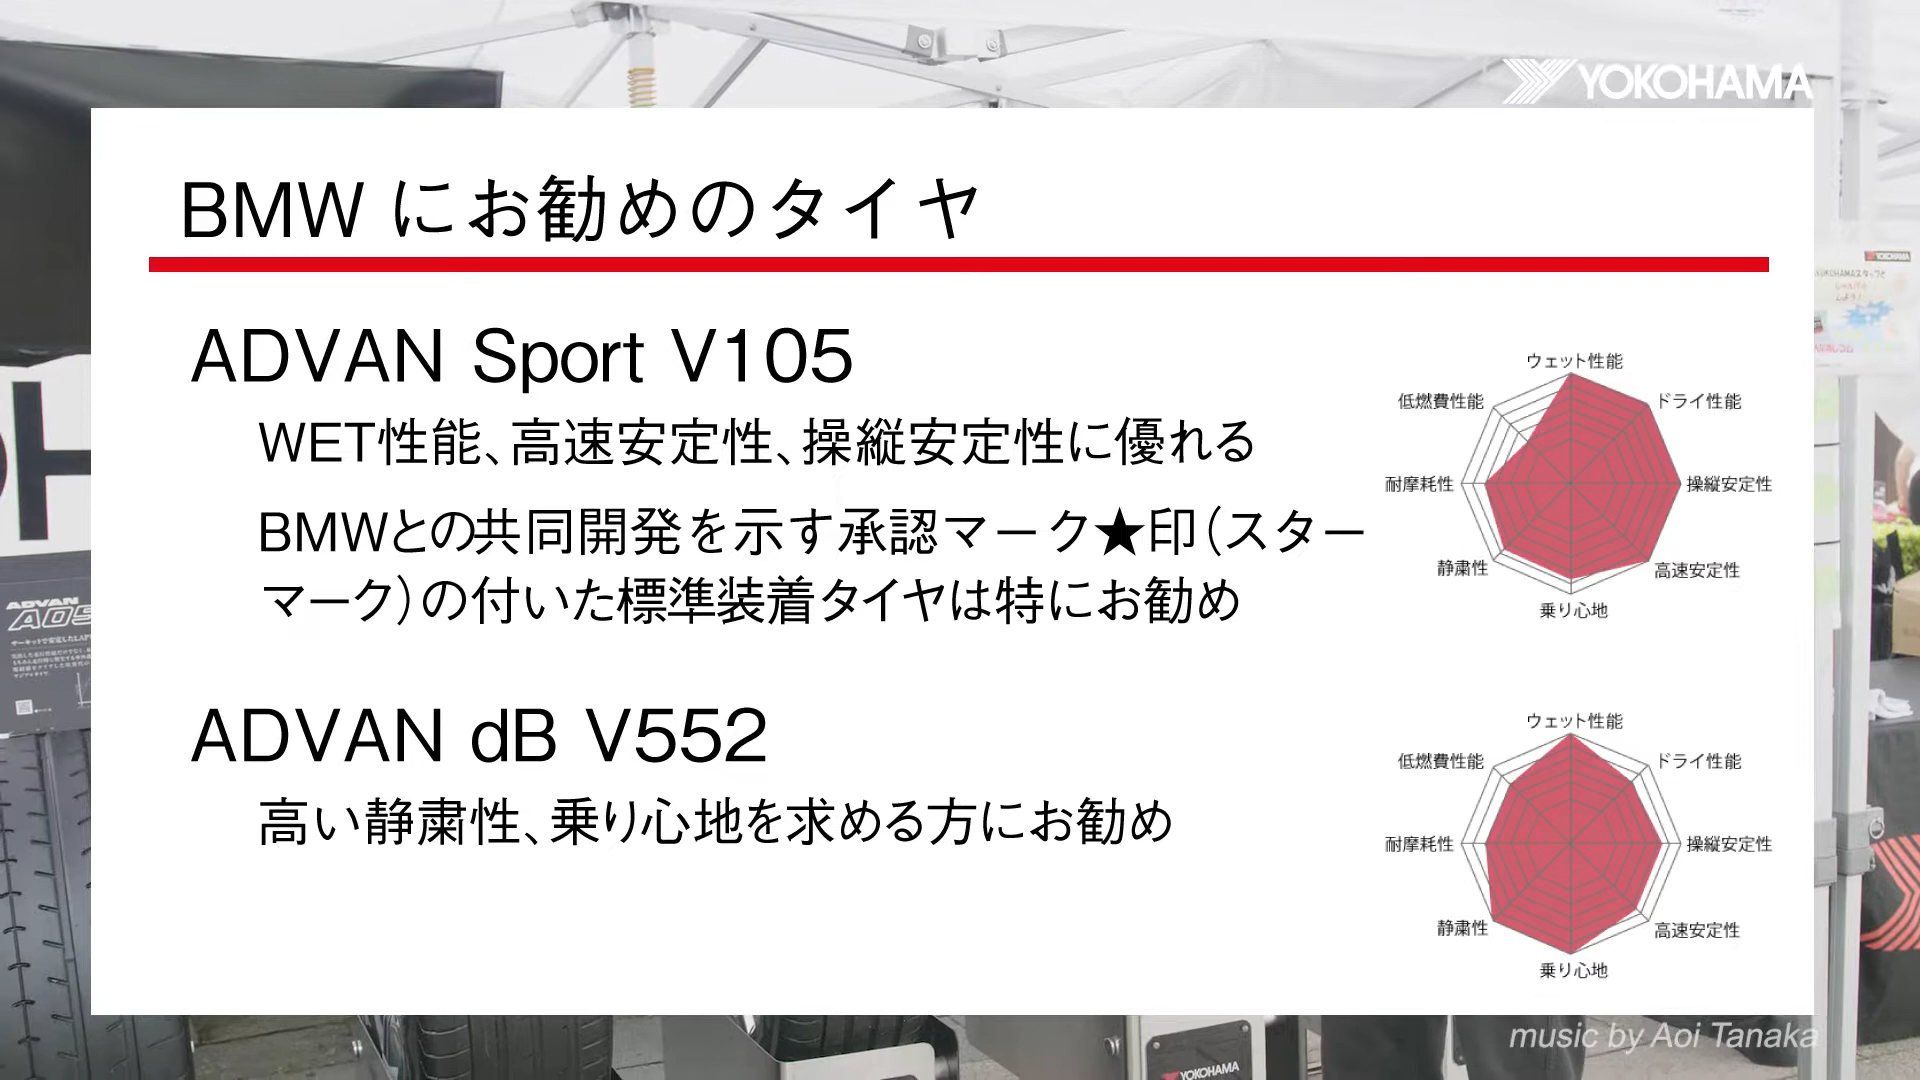 YOKOHAMA
BMW にお勧めのタイヤ
ADVAN Sport V105
WET性能、高速安定性、操縦安定性に優れる
BMWとの共同開発を示す承認マーク★印(スター
マーク)の付いた標準装着タイヤは特にお勧め
ウェット性能
低燃費性能
ドライ性能
耐摩耗性
操縦安定性
静粛性
高速安定性
乗り心地
ADVAN dB V552
高い静粛性、乗り心地を求める方にお勧め
ウェット性能
低燃費性能
ドライ性能
耐摩耗性
操縦安定性
静粛性
高速安定性
乗り心地
music by Aoi Tanaka
ADVAN
YOKOHAMA
YOKOHAMA